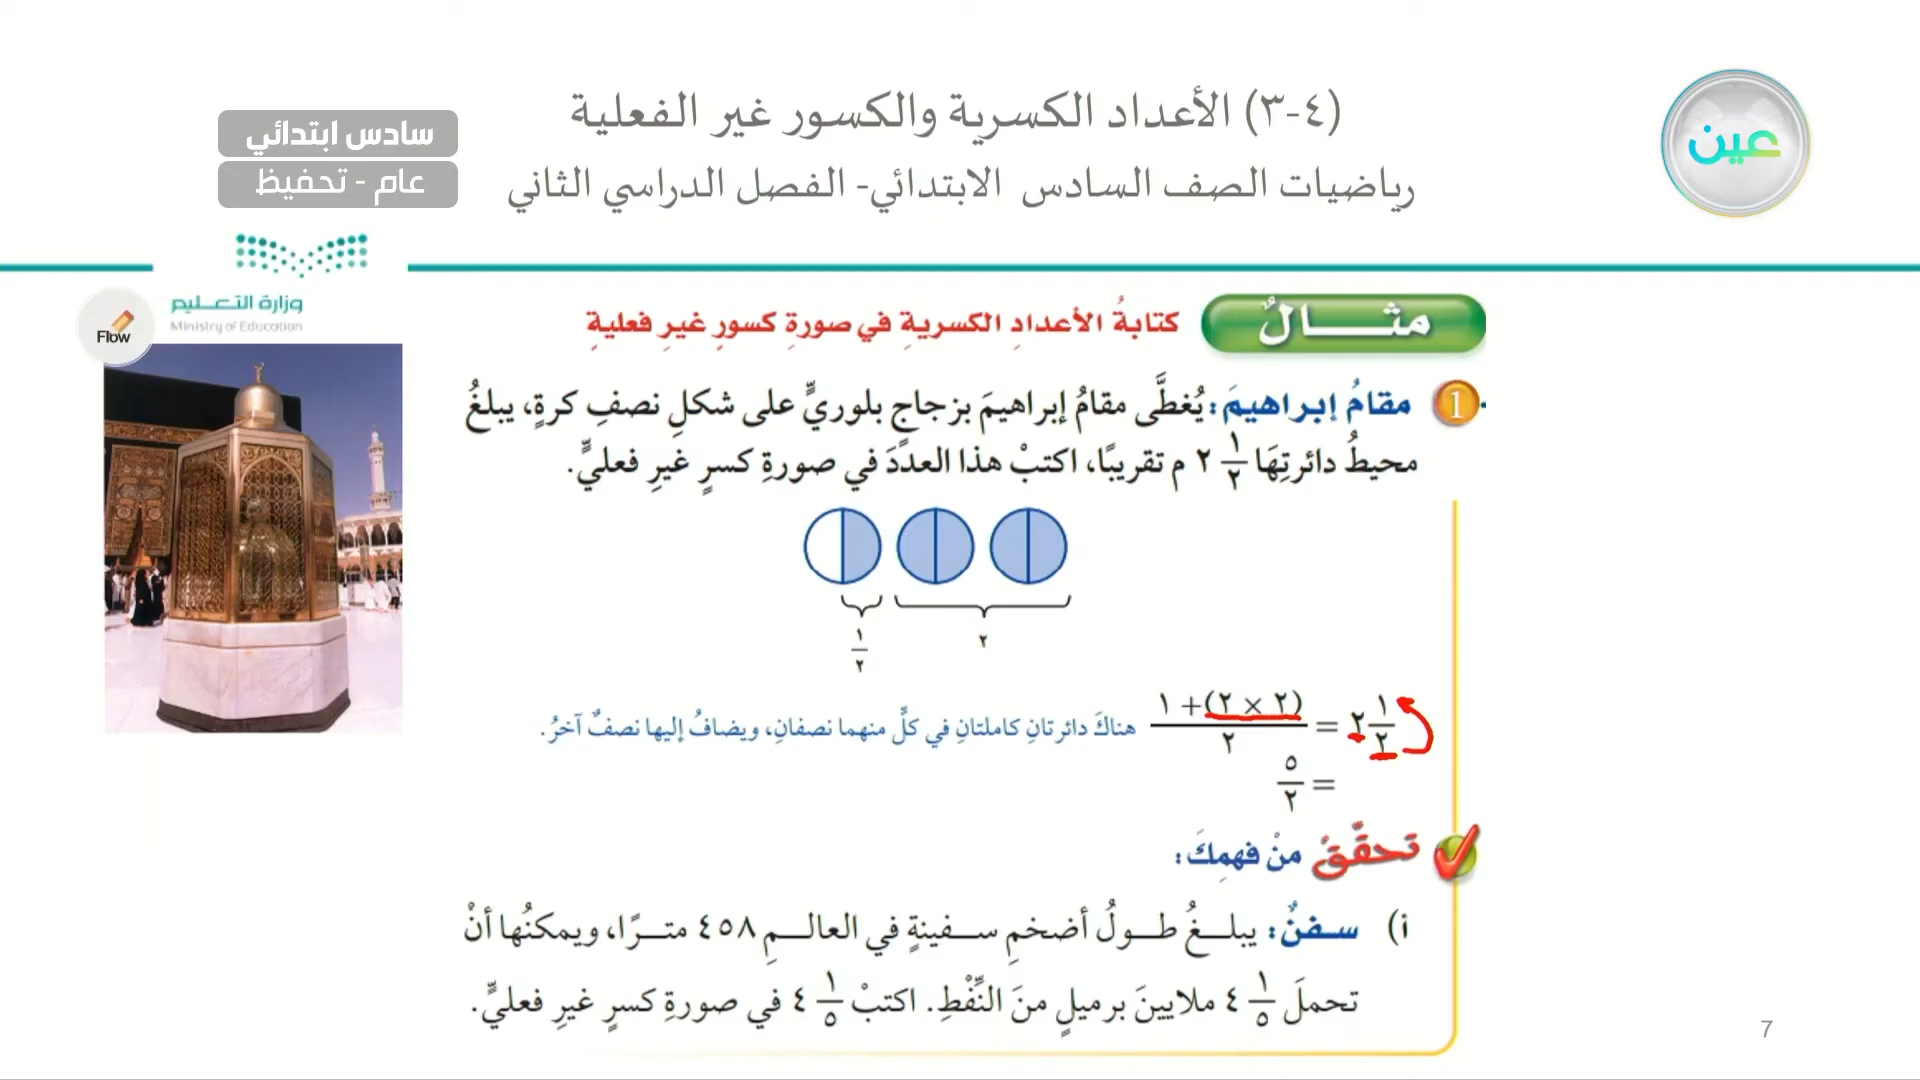 (٤-٣) الأعداد الكسرية والكسور غير الفعلية
رياضيات الصف السادس الابتدائي- الفصل الدراسي الثاني
عين
سادس ابتدائي
عام - تحفيظ
وزارة التعليم
Ministry of Education
Flow
مثال كتابةُ الأعدادِ الكسريةِ في صورةِ كسورٍ غيرِ فعليةٍ
1 مقامُ إبراهيمَ: يُغطَّى مقامُ إبراهيمَ بزجاجٍ بلوريٍّ على شكلِ نصفِ كرةٍ، يبلغُ
محيطُ دائرتِهَا ٢ ١/٢ م تقريبًا، اكتبْ هذا العددَ في صورةِ كسرٍ غيرِ فعليٍّ.
٢
١/٢
٢ ١/٢ = (٢ × ٢)+ ١ / ٢ هناكَ دائرتانِ كاملتانِ في كلٍّ منهما نصفانِ، ويضافُ إليها نصفٌ آخرُ.
= ٥/٢
تحقَّقْ منْ فهمِكَ:
أ) سفنٌ: يبلغُ طولُ أضخمِ سفينةٍ في العالمِ ٤٥٨ مترًا، ويمكنُها أنْ
تحملَ ٤ ١/٥ ملايينَ برميلٍ منَ النِّفْطِ. اكتبْ ٤ ١/٥ في صورةِ كسرٍ غيرِ فعليٍّ.
7